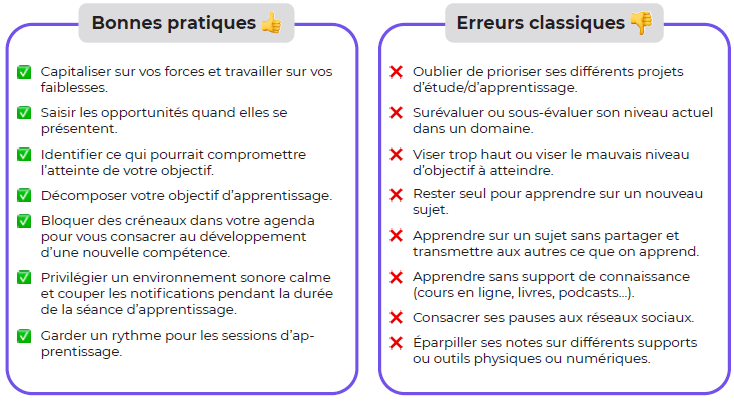 Bonnes pratiques 👍
✅ Capitaliser sur vos forces et travailler sur vos
faiblesses.
✅ Saisir les opportunités quand elles se
présentent.
✅ Identifier ce qui pourrait compromettre
l’atteinte de votre objectif.
✅ Décomposer votre objectif d’apprentissage.
✅ Bloquer des créneaux dans votre agenda
pour vous consacrer au développement
d’une nouvelle compétence.
✅ Privilégier un environnement sonore calme
et couper les notifications pendant la durée
de la séance d’apprentissage.
✅ Garder un rythme pour les sessions d’ap-
prentissage.
Erreurs classiques 👎
❌ Oublier de prioriser ses différents projets
d’étude/d’apprentissage.
❌ Surévaluer ou sous-évaluer son niveau actuel
dans un domaine.
❌ Viser trop haut ou viser le mauvais niveau
d’objectif à atteindre.
❌ Rester seul pour apprendre sur un nouveau
sujet.
❌ Apprendre sur un sujet sans partager et
transmettre aux autres ce que on apprend.
❌ Apprendre sans support de connaissance
(cours en ligne, livres, podcasts...).
❌ Consacrer ses pauses aux réseaux sociaux.
❌ Éparpiller ses notes sur différents supports
ou outils physiques ou numériques.